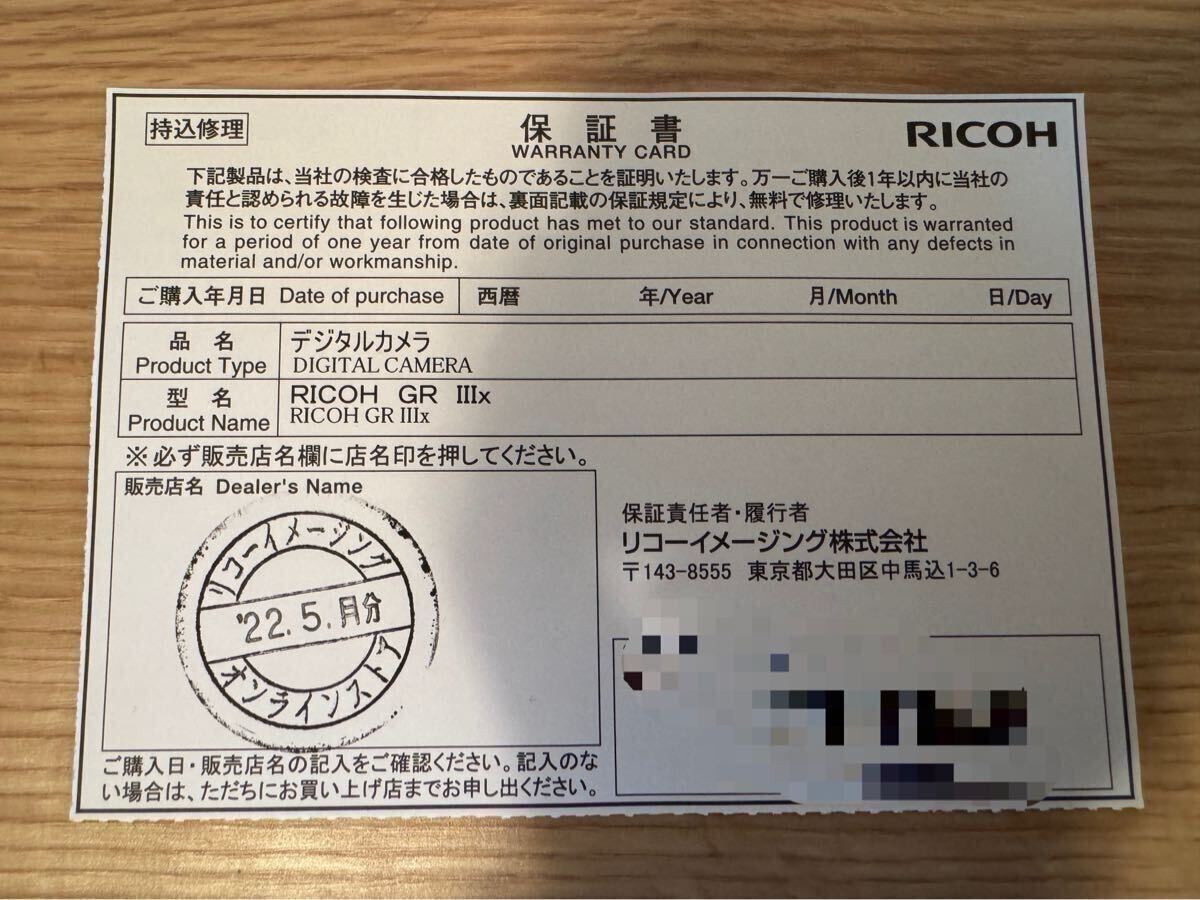 持込修理
保証書
WARRANTY CARD
RICOH
下記製品は、当社の検査に合格したものであることを証明いたします。万一ご購入後1年以内に当社の
責任と認められる故障を生じた場合は、裏面記載の保証規定により、無料で修理いたします。
This is to certify that following product has met to our standard. This product is warranted
for a period of one year from date of original purchase in connection with any defects in
material and/or workmanship.
ご購入年月日 Date of purchase 西暦 年/Year 月/Month 日/Day
品名 デジタルカメラ
Product Type DIGITAL CAMERA
型名 RICOH GR IIIx
Product Name RICOH GR IIIx
※必ず販売店名欄に店名印を押してください。
販売店名 Dealer's Name
リコーイメージング
'22.5.月分
オンラインストア
保証責任者・履行者
リコーイメージング株式会社
〒143-8555 東京都大田区中馬込1-3-6
ご購入日・販売店名の記入をご確認ください。記入のな
い場合は、ただちにお買い上げ店までお申し出ください。